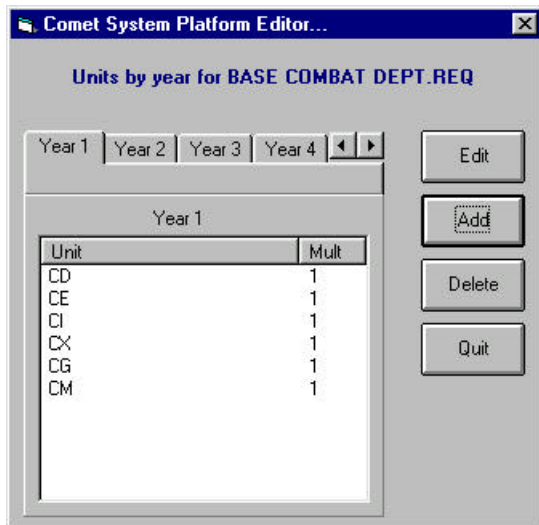 Comet System Platform Editor...
Units by year for BASE COMBAT DEPT.REQ
Year 1 Year 2 Year 3 Year 4
Edit
Year 1
Add
Unit Mult
CD 1
CE 1
Delete
CI 1
CX 1
CG 1
Quit
CM 1